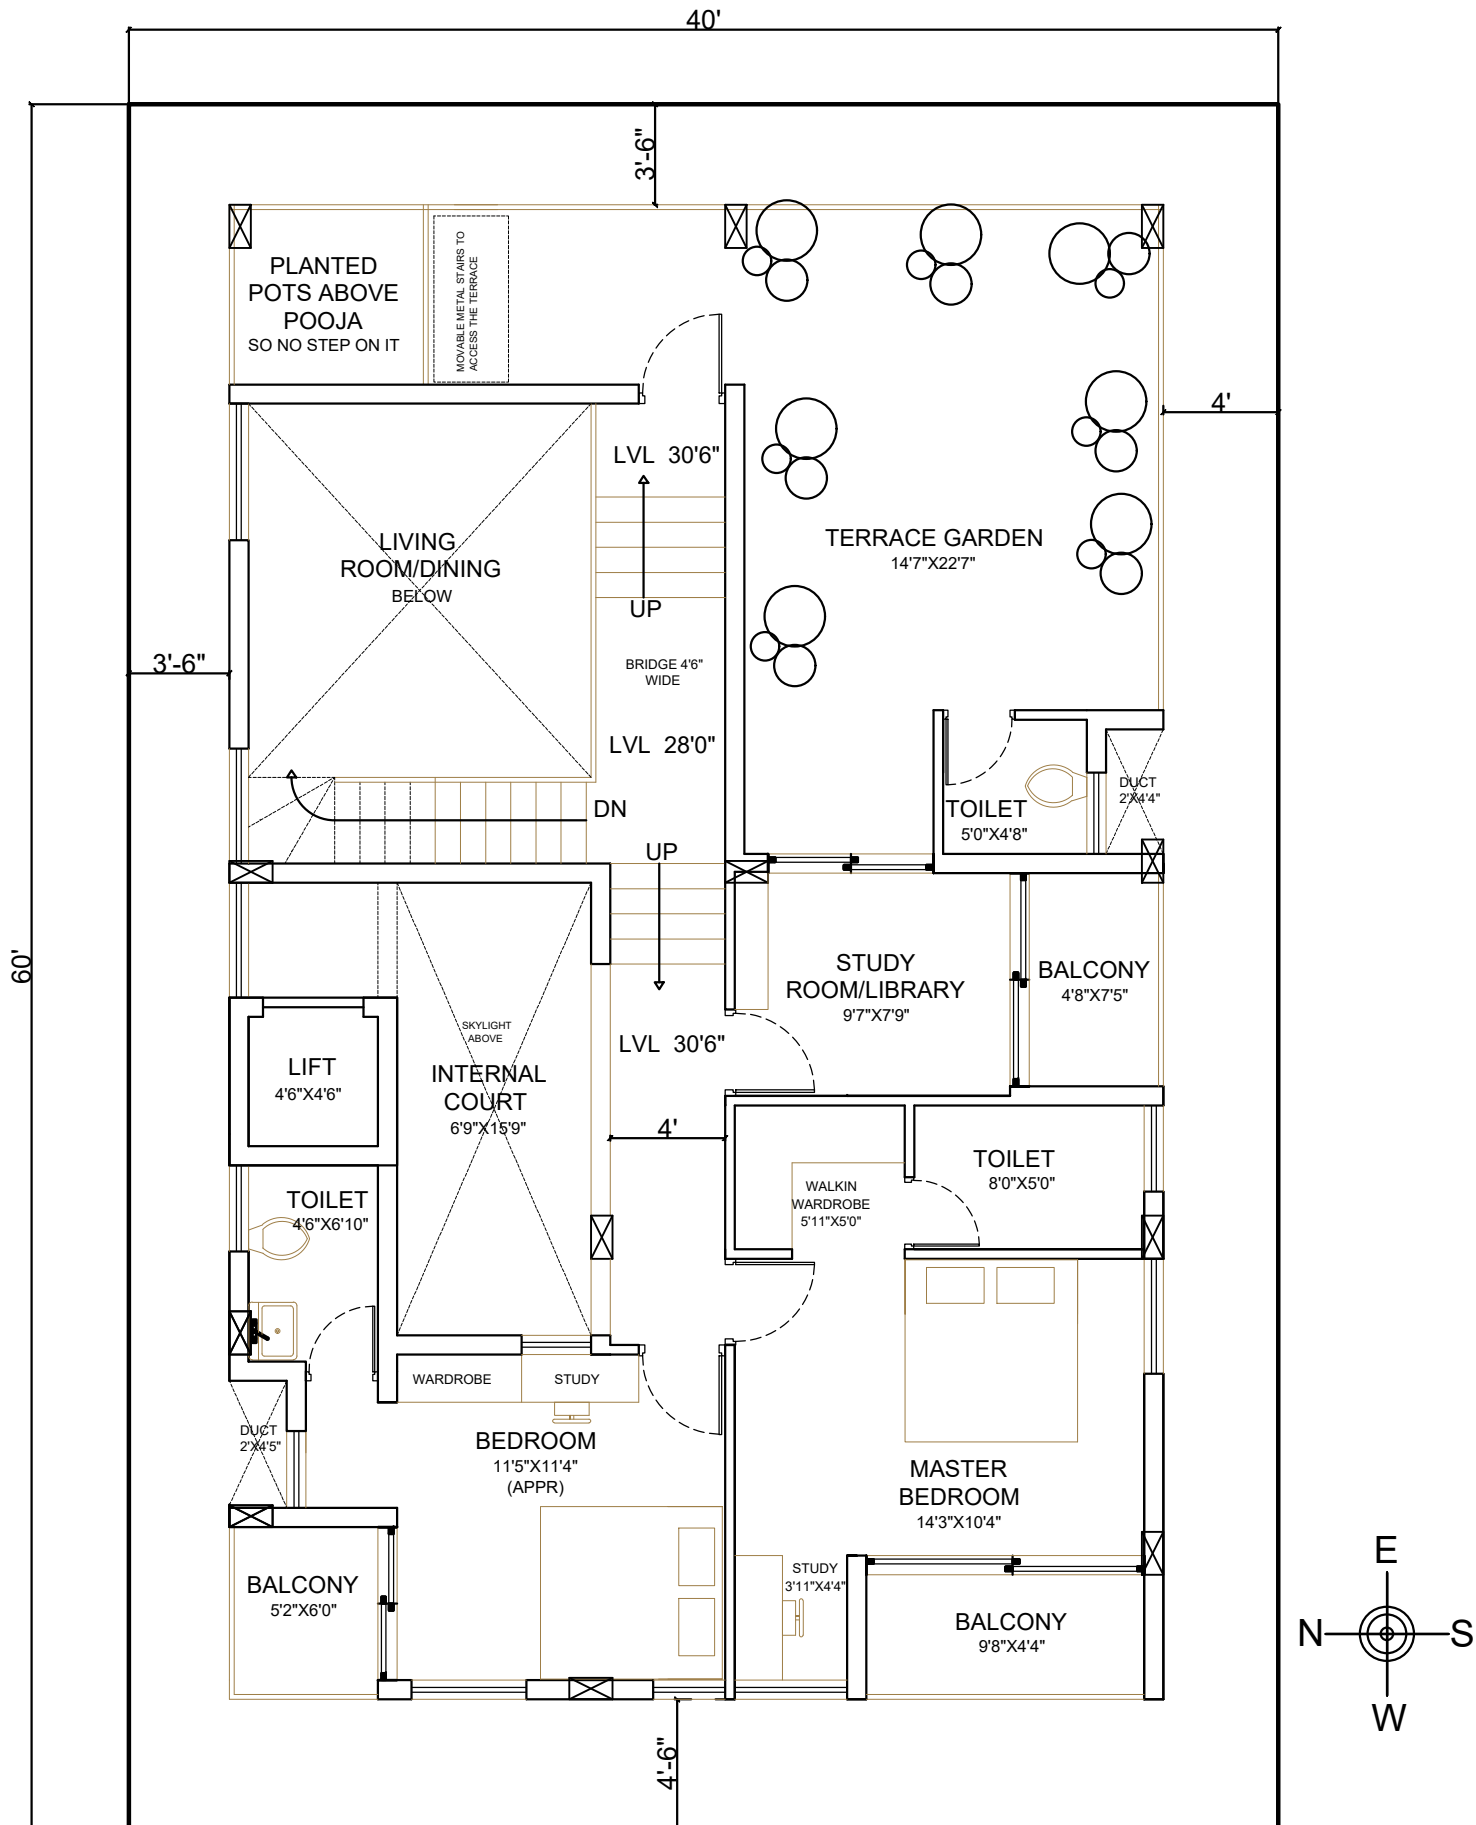 40'
3'-6"
PLANTED
POTS ABOVE
POOJA
SO NO STEP ON IT
MOVABLE METAL STAIRS TO
ACCESS THE TERRACE
4'
LVL 30'6"
LIVING
ROOM/DINING
BELOW
UP
TERRACE GARDEN
14'7"X22'7"
3'-6"
BRIDGE 4'6"
WIDE
LVL 28'0"
DN
TOILET
5'0"X4'8"
DUCT
2'X4'4"
UP
60'
STUDY
ROOM/LIBRARY
9'7"X7'9"
BALCONY
4'8"X7'5"
SKYLIGHT
ABOVE
LVL 30'6"
LIFT
4'6"X4'6"
INTERNAL
COURT
6'9"X15'9"
4'
TOILET
8'0"X5'0"
WALKIN
WARDROBE
5'11"X5'0"
TOILET
4'6"X6'10"
WARDROBE
STUDY
DUCT
2'X4'5"
BEDROOM
11'5"X11'4"
(APPR)
MASTER
BEDROOM
14'3"X10'4"
BALCONY
5'2"X6'0"
STUDY
3'11"X4'4"
BALCONY
9'8"X4'4"
4'-6"
E
N
S
W